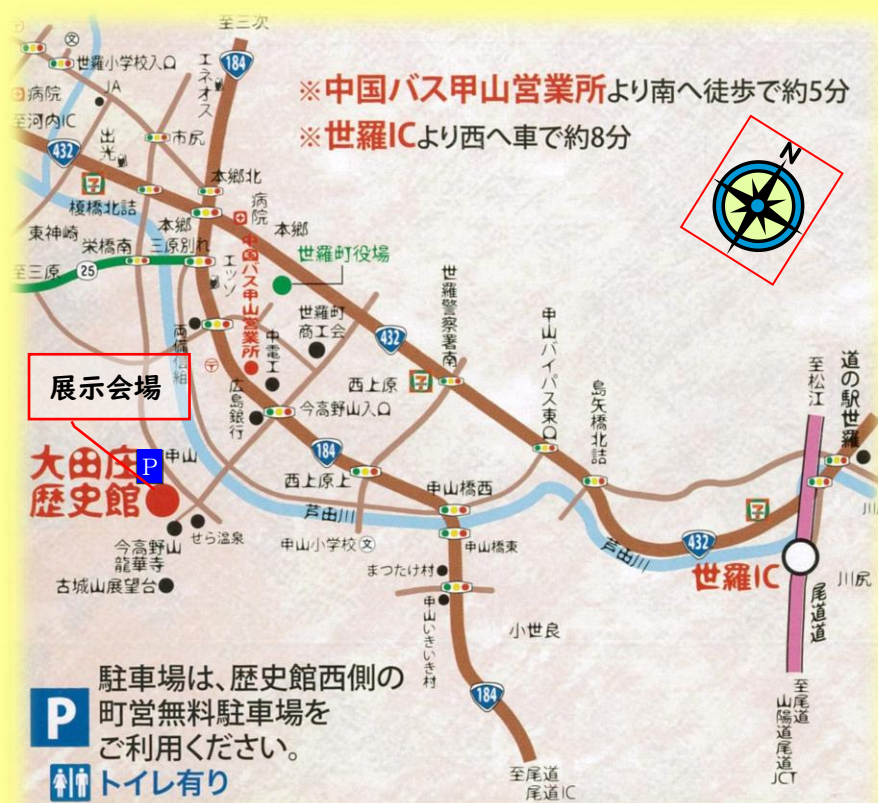 至三次
文
世羅小学校入口
エネオス
184
※中国バス甲山営業所より南へ徒歩で約5分
※世羅ICより西へ車で約8分
病院
JA
至河内IC
出光
市尻
432
N
本郷北
榎橋北詰
本郷
病院
本郷
東神崎
栄橋南
三原別れ
至三原
25
エッソ
中国バス甲山営業所
世羅町役場
世羅警察署南
世羅町
商工会
432
甲山バイパス東口
両備信組
中電工
島矢橋北詰
至松江
道の駅世羅
展示会場
広島銀行
西上原
今高野山入口
大田庄
歴史館
P
甲山
184
西上原上
甲山橋西
芦田川
せら温泉
今高野山
龍華寺
甲山小学校
文
甲山橋東
芦田川
432
世羅IC
川尻
まつたけ村
古城山展望台
甲山いきいき村
小世良
尾道道
184
P
駐車場は、歴史館西側の
町営無料駐車場を
ご利用ください。
トイレ有り
至尾道
尾道IC
至尾道
山陽道尾道JCT